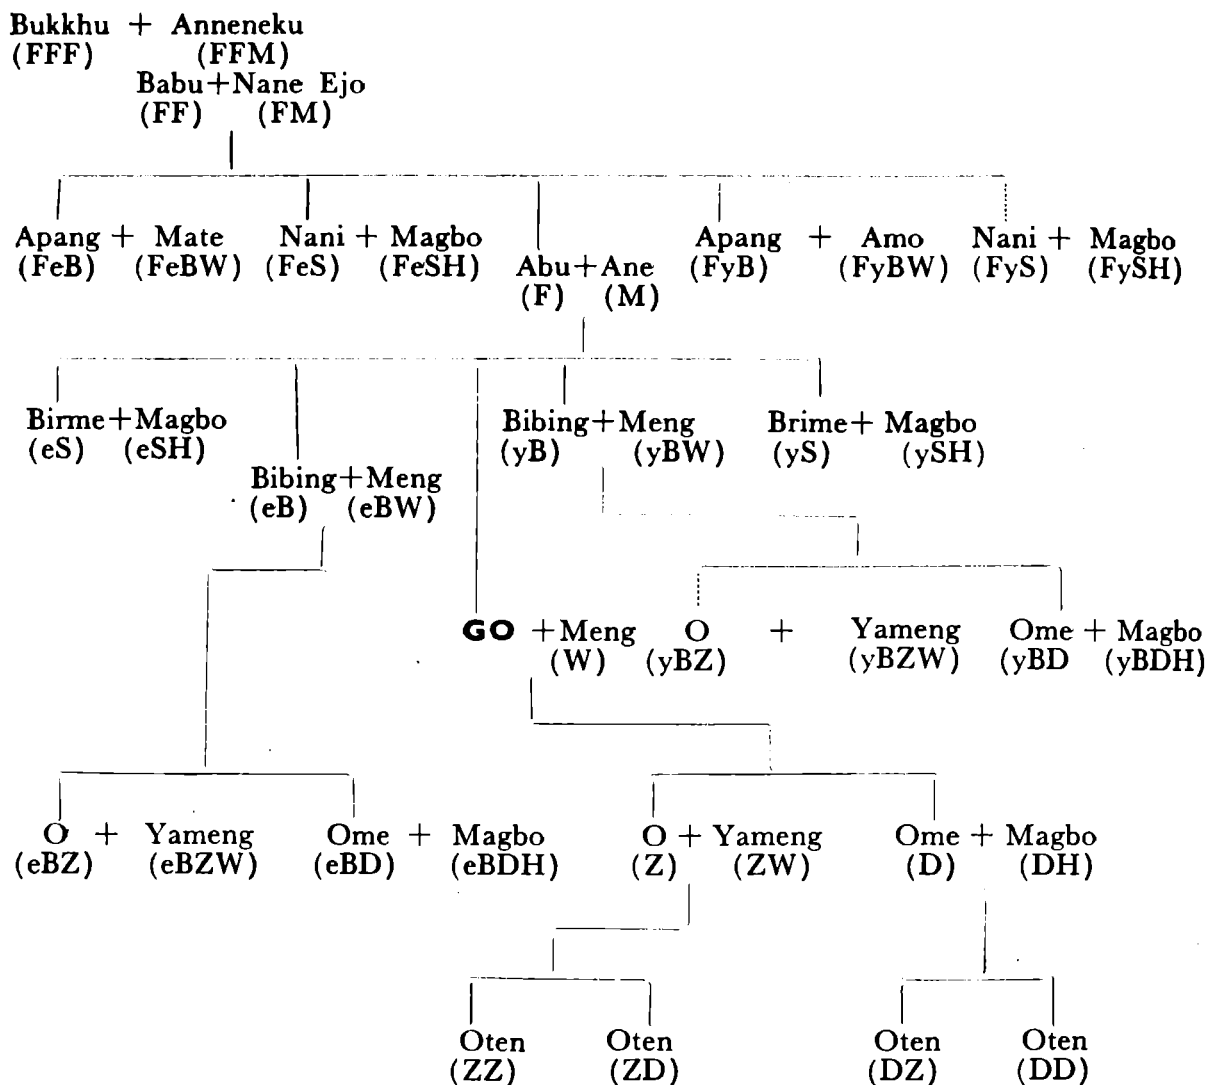 Bukkhu + Anneneku
(FFF) (FFM)
Babu+Nane Ejo
(FF) (FM)
Apang + Mate Nani + Magbo Apang + Amo Nani + Magbo
(FeB) (FeBW) (FeS) (FeSH) (FyB) (FyBW) (FyS) (FySH)
Abu+Ane
(F) (M)
Birme+Magbo Bibing+Meng Brime+ Magbo
(eS) (eSH) (yB) (yBW) (yS) (ySH)
Bibing+Meng
(eB) (eBW)
GO +Meng O + Yameng Ome + Magbo
(W) (yBZ) (yBZW) (yBD (yBDH)
O + Yameng Ome + Magbo O + Yameng Ome + Magbo
(eBZ) (eBZW) (eBD) (eBDH) (Z) (ZW) (D) (DH)
Oten Oten Oten Oten
(ZZ) (ZD) (DZ) (DD)